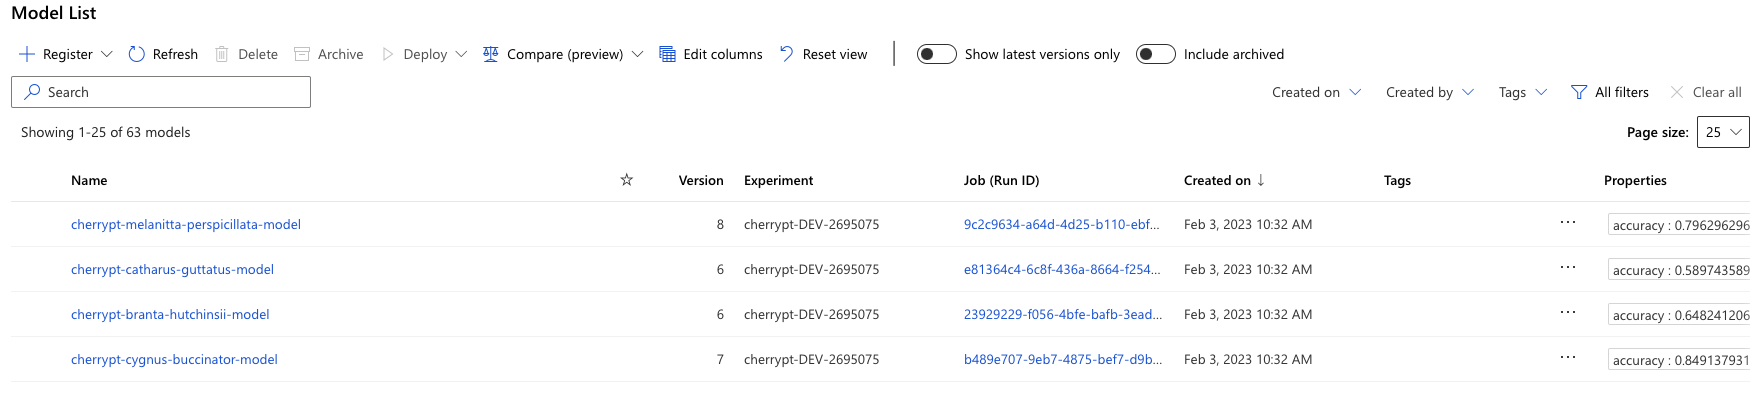 Model List
Register Refresh Delete Archive Deploy Compare (preview) Edit columns Reset view Show latest versions only Include archived
Search Created on Created by Tags All filters Clear all
Showing 1-25 of 63 models Page size: 25
Name Version Experiment Job (Run ID) Created on ↓ Tags Properties
cherrypt-melanitta-perspicillata-model 8 cherrypt-DEV-2695075 9c2c9634-a64d-4d25-b110-ebf... Feb 3, 2023 10:32 AM ... accuracy : 0.796296296
cherrypt-catharus-guttatus-model 6 cherrypt-DEV-2695075 e81364c4-6c8f-436a-8664-f254... Feb 3, 2023 10:32 AM ... accuracy : 0.589743589
cherrypt-branta-hutchinsii-model 6 cherrypt-DEV-2695075 23929229-f056-4bfe-bafb-3ead... Feb 3, 2023 10:32 AM ... accuracy : 0.648241206
cherrypt-cygnus-buccinator-model 7 cherrypt-DEV-2695075 b489e707-9eb7-4875-bef7-d9b... Feb 3, 2023 10:32 AM ... accuracy : 0.849137931